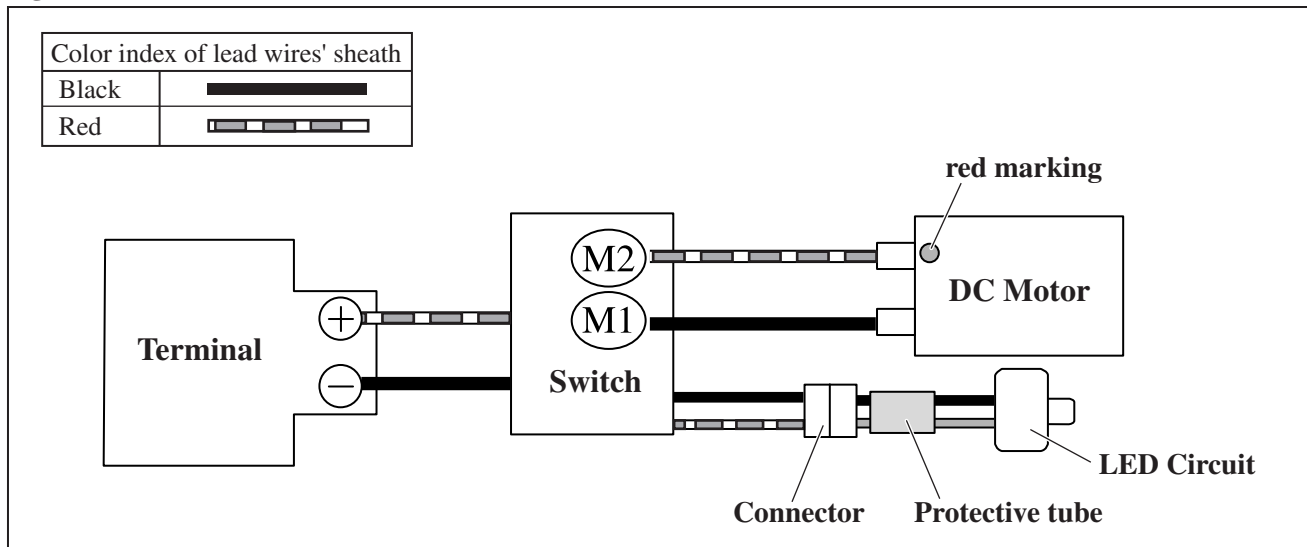 Color index of lead wires' sheath
Black
Red
red marking
M2
DC Motor
+
M1
Terminal
−
Switch
LED Circuit
Connector
Protective tube